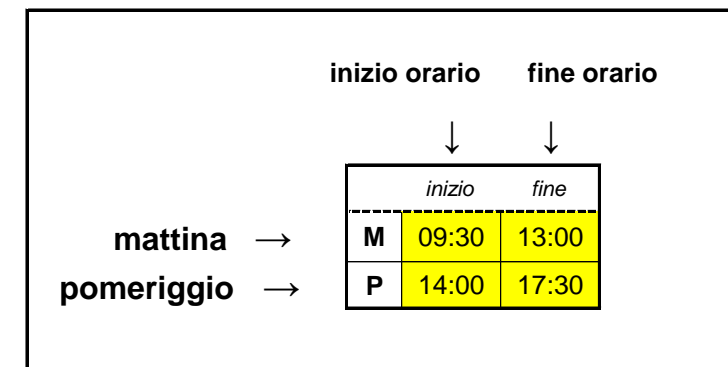 inizio orario fine orario
↓ ↓
inizio fine
mattina → M 09:30 13:00
pomeriggio → P 14:00 17:30